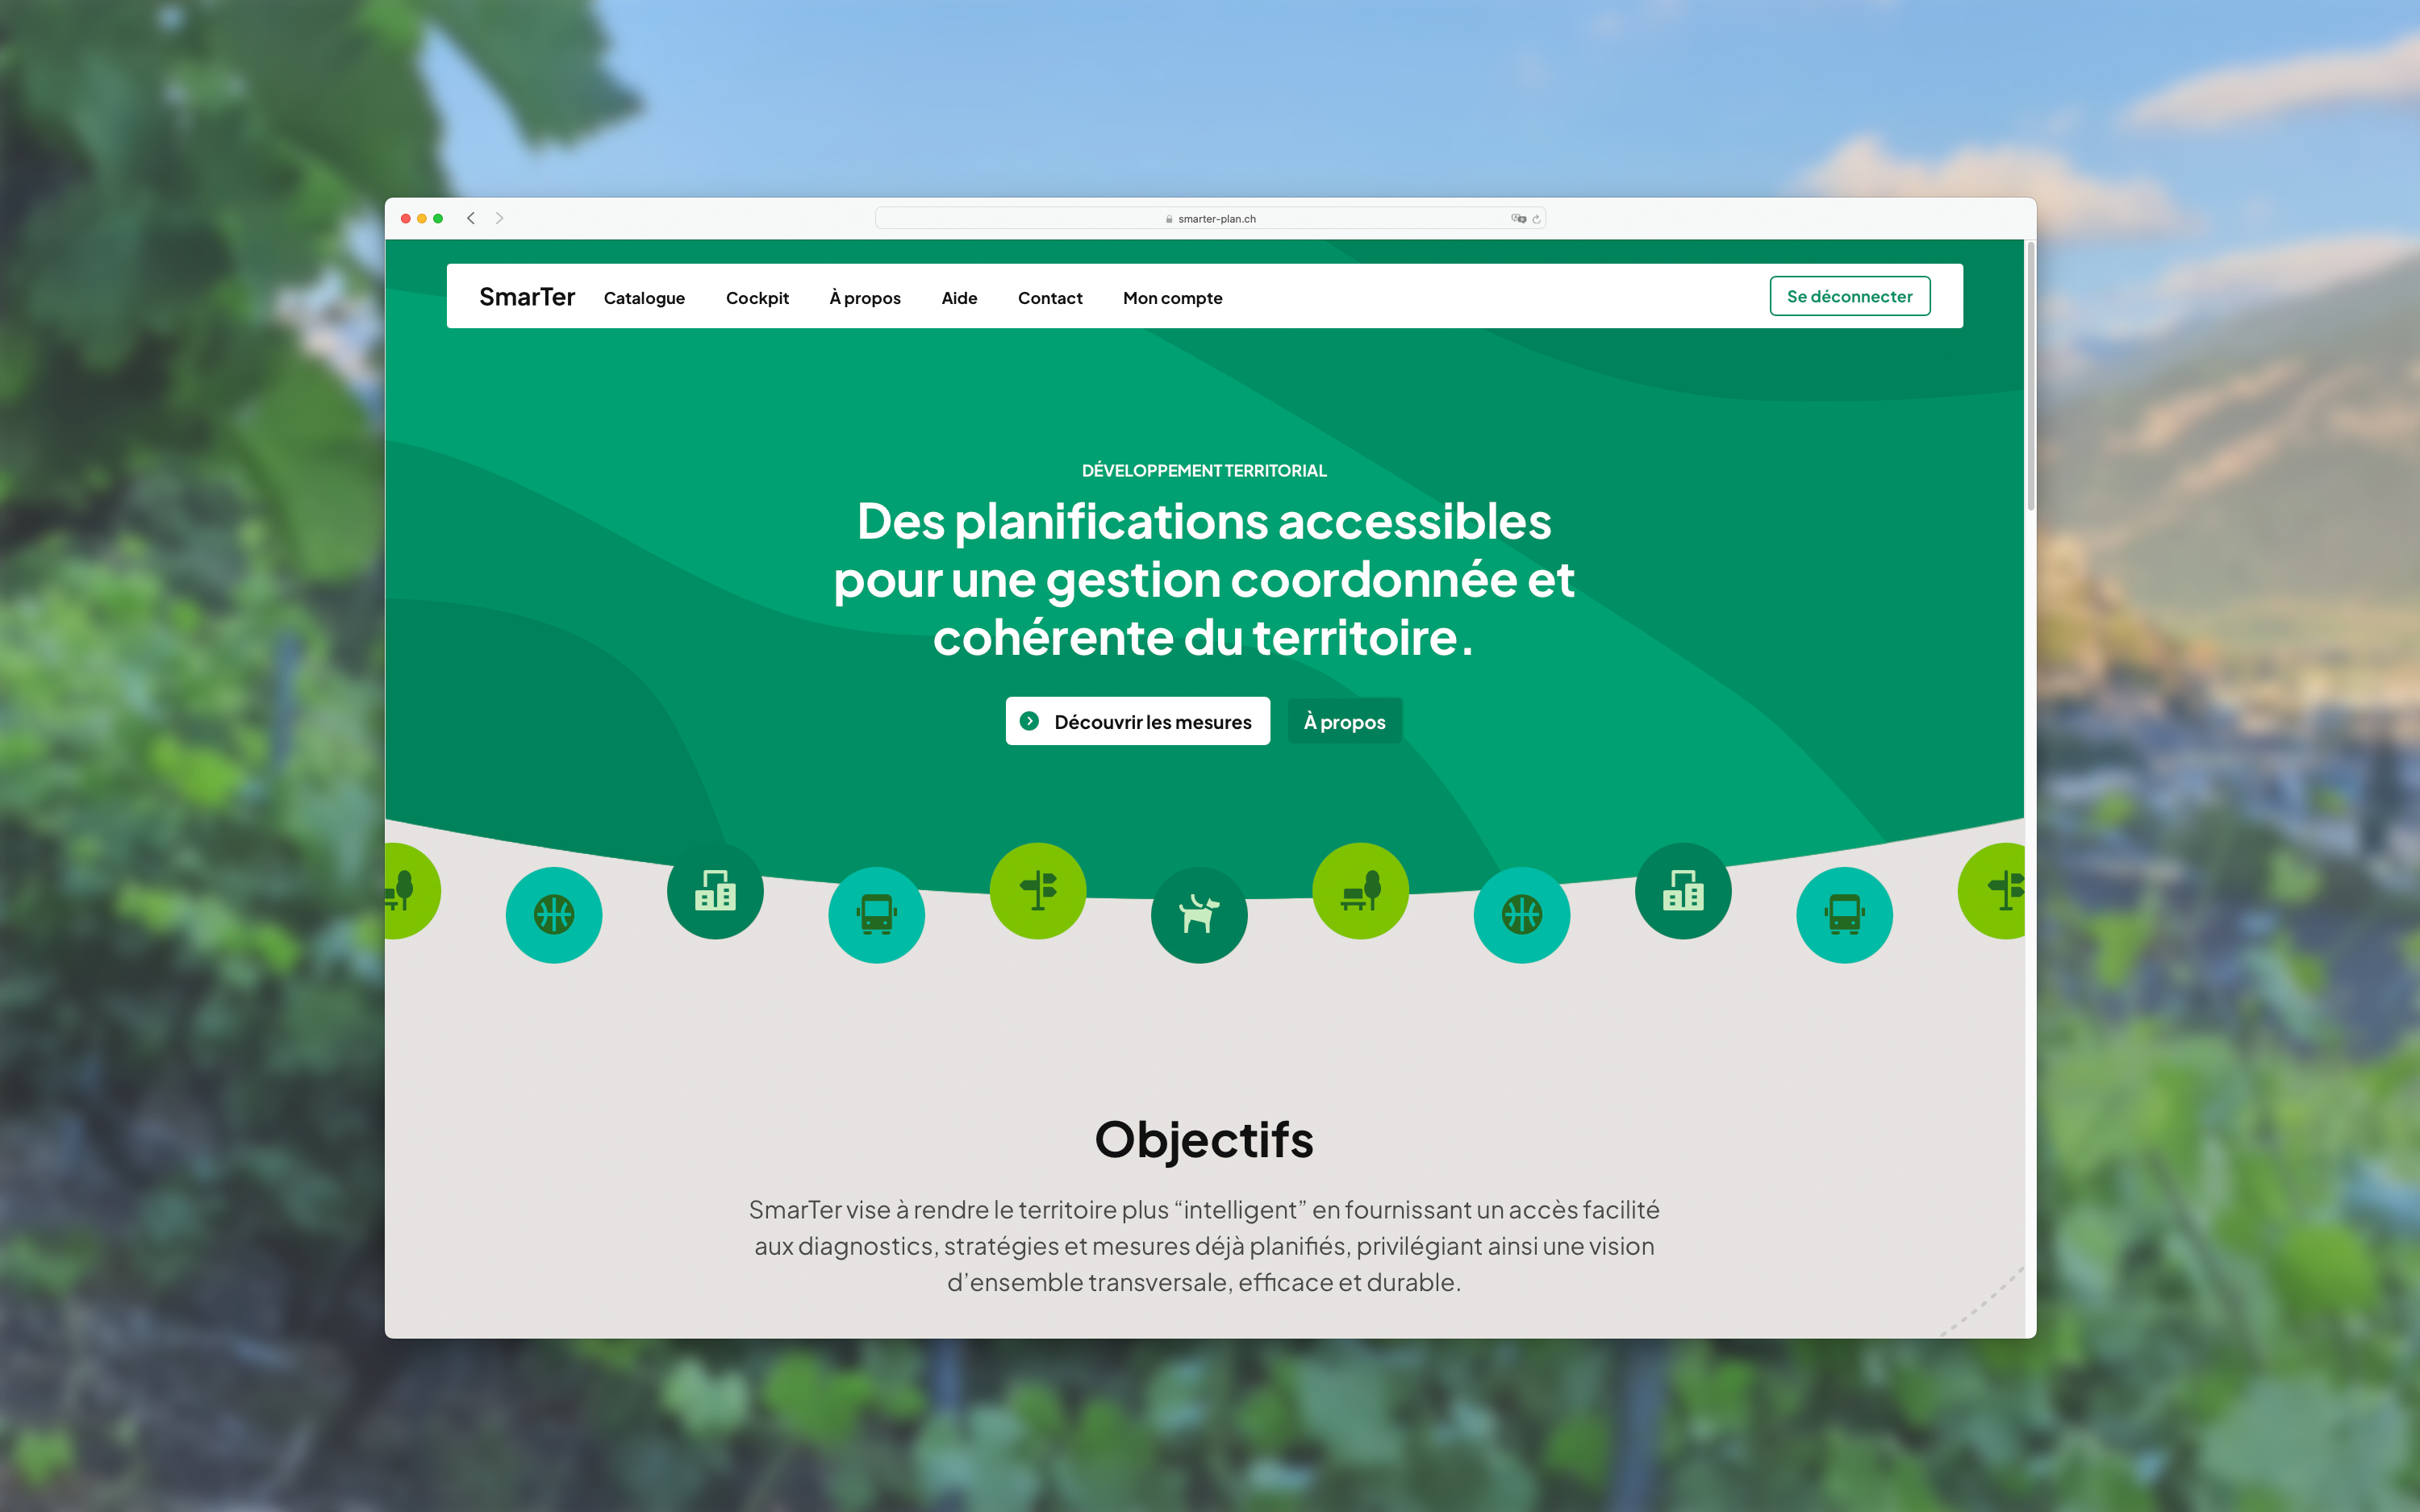 smarter-plan.ch
SmarTer Catalogue Cockpit À propos Aide Contact Mon compte Se déconnecter
DÉVELOPPEMENT TERRITORIAL
Des planifications accessibles
pour une gestion coordonnée et
cohérente du territoire.
Découvrir les mesures À propos
Objectifs
SmarTer vise à rendre le territoire plus “intelligent” en fournissant un accès facilité
aux diagnostics, stratégies et mesures déjà planifiés, privilégiant ainsi une vision
d’ensemble transversale, efficace et durable.